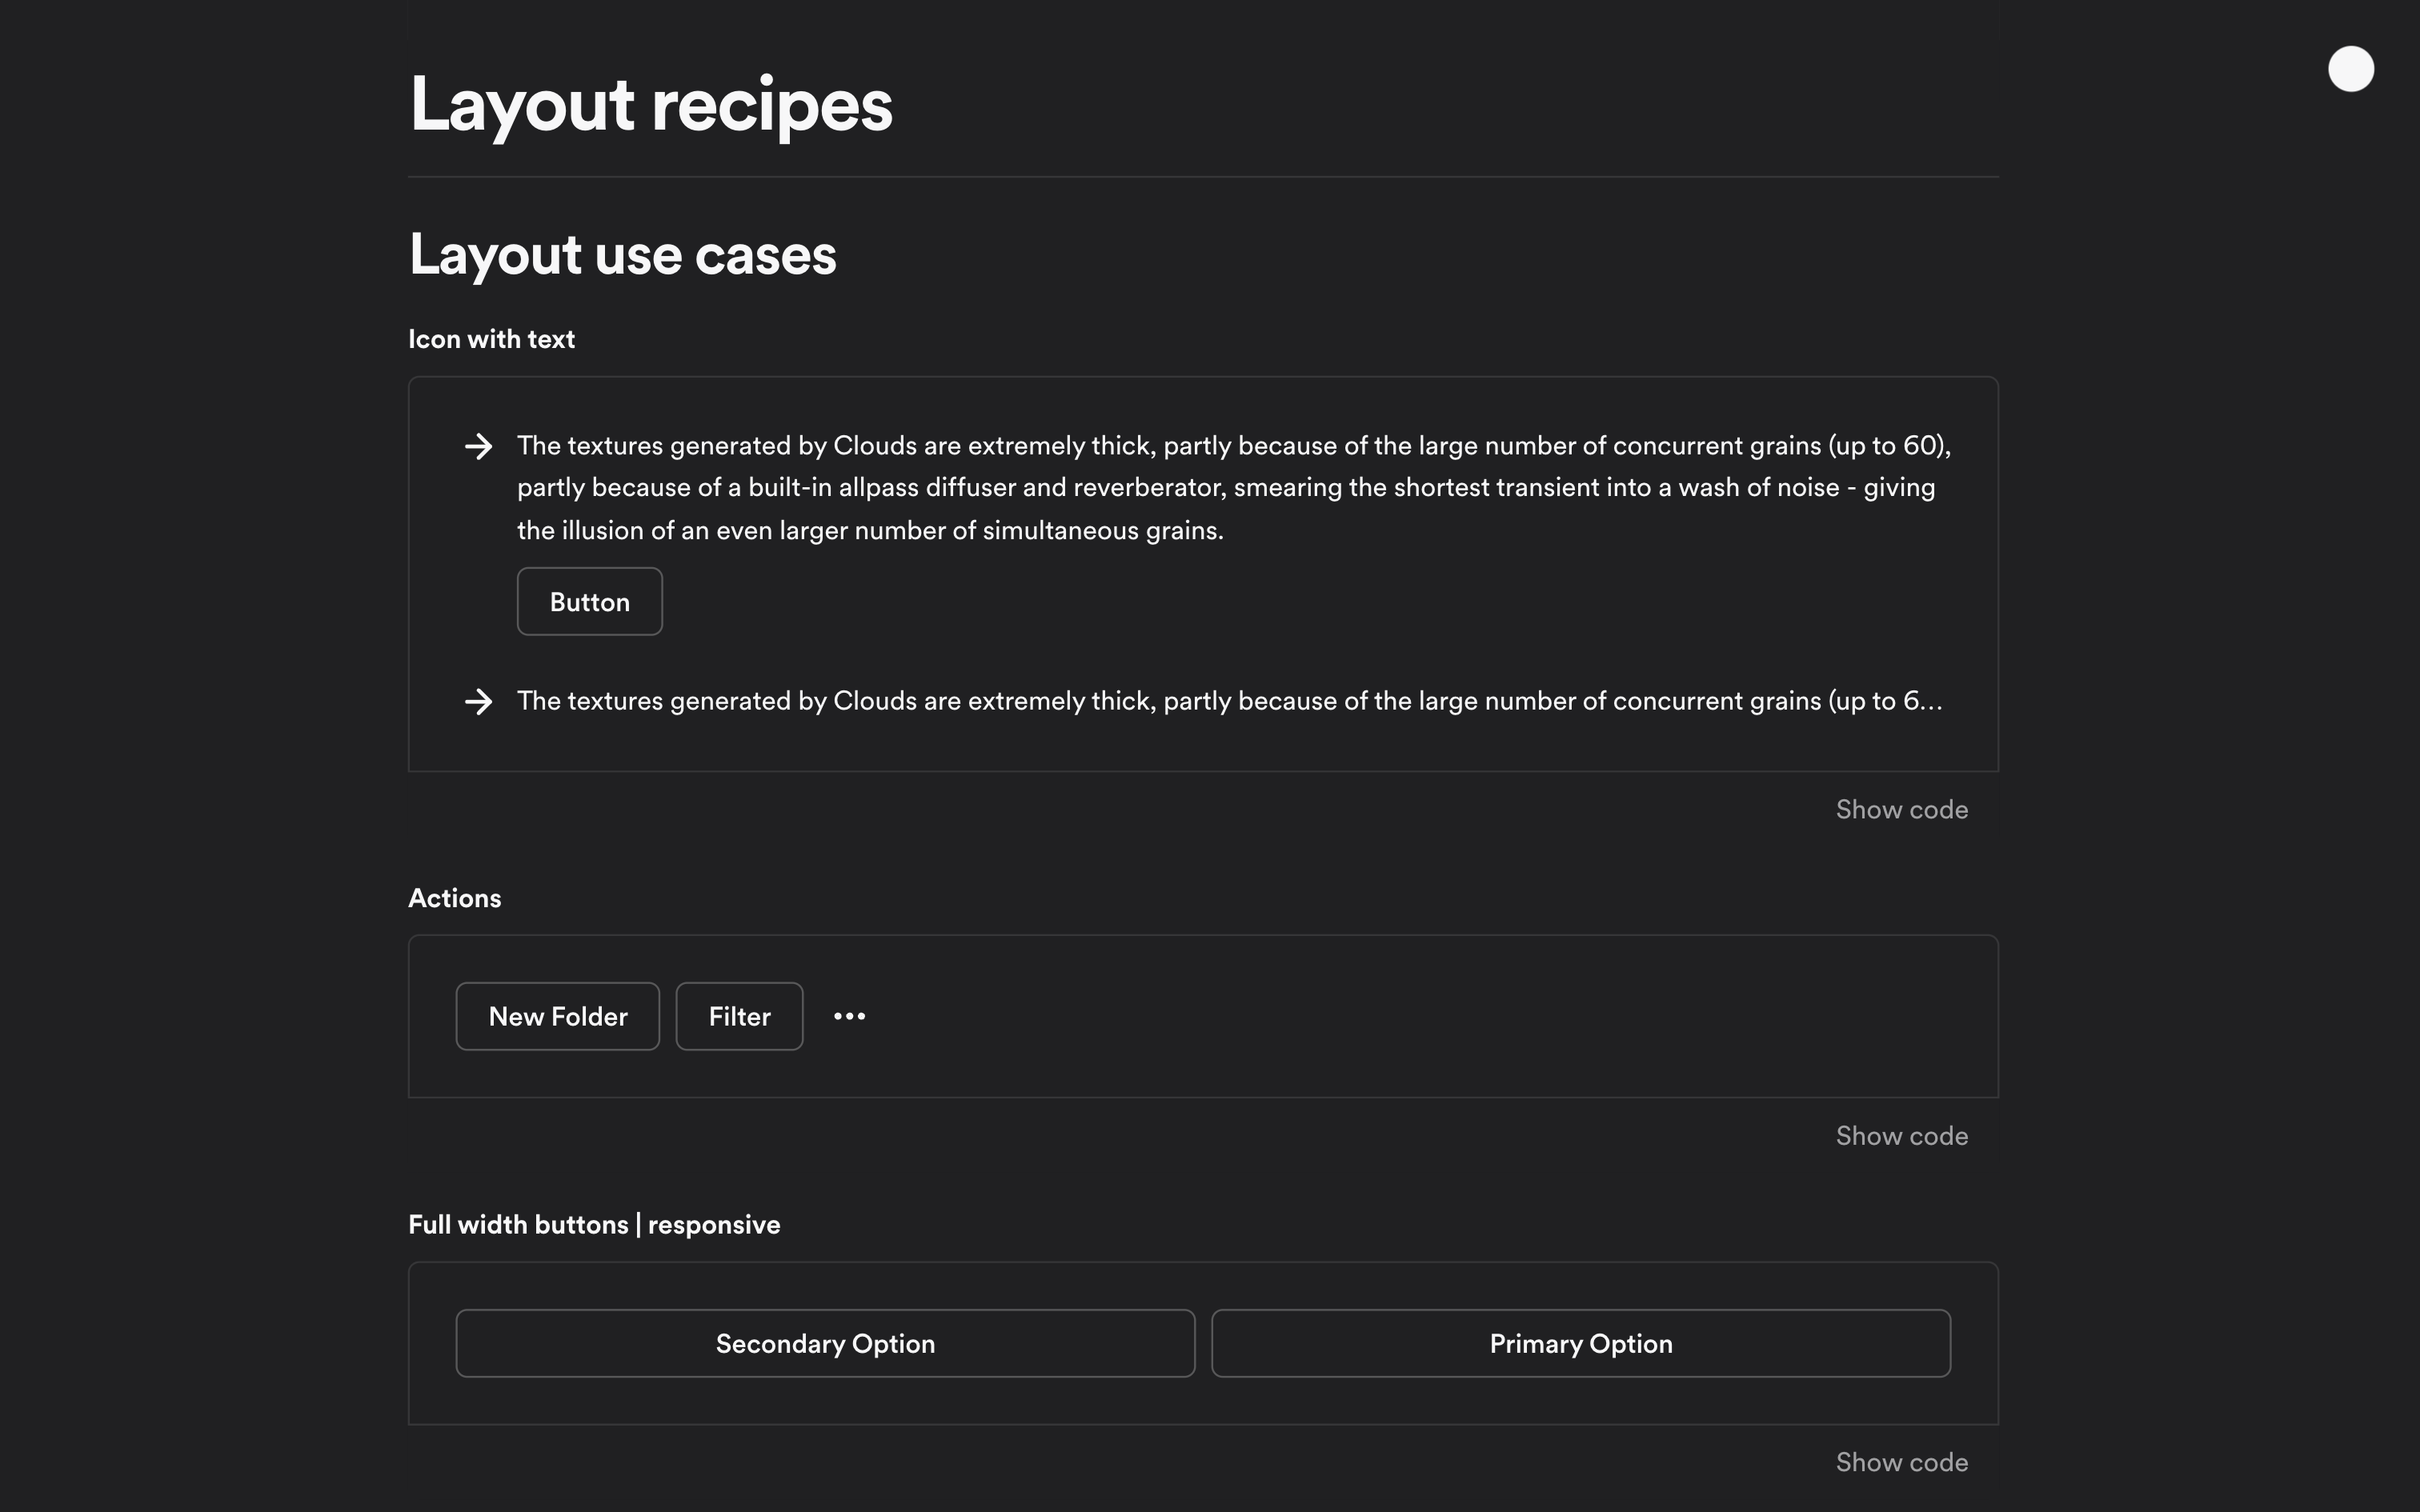 Layout recipes
Layout use cases
Icon with text
The textures generated by Clouds are extremely thick, partly because of the large number of concurrent grains (up to 60),
partly because of a built-in allpass diffuser and reverberator, smearing the shortest transient into a wash of noise - giving
the illusion of an even larger number of simultaneous grains.
Button
The textures generated by Clouds are extremely thick, partly because of the large number of concurrent grains (up to 6...
Show code
Actions
New Folder Filter
Show code
Full width buttons | responsive
Secondary Option Primary Option
Show code